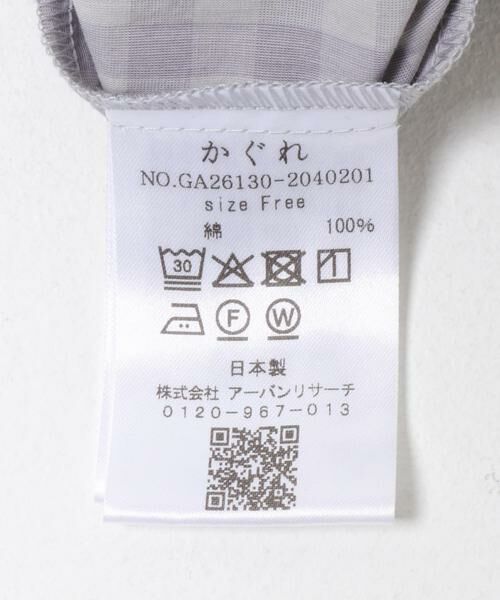 かぐれ
NO.GA26130-2040201
size Free
綿 100%
30
F W
日本製
株式会社 アーバンリサーチ
0120-967-013